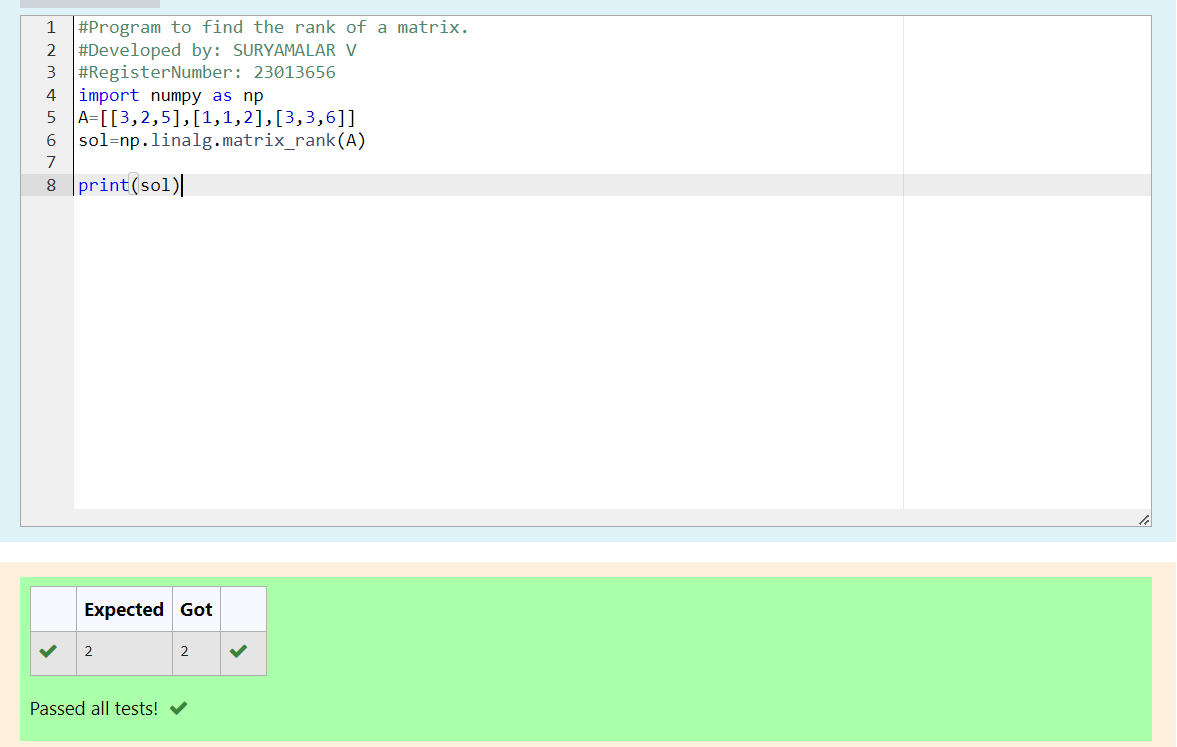 1 #Program to find the rank of a matrix.
2 #Developed by: SURYAMALAR V
3 #RegisterNumber: 23013656
4 import numpy as np
5 A=[[3,2,5],[1,1,2],[3,3,6]]
6 sol=np.linalg.matrix_rank(A)
7
8 print(sol)
Expected Got
2 2
Passed all tests!